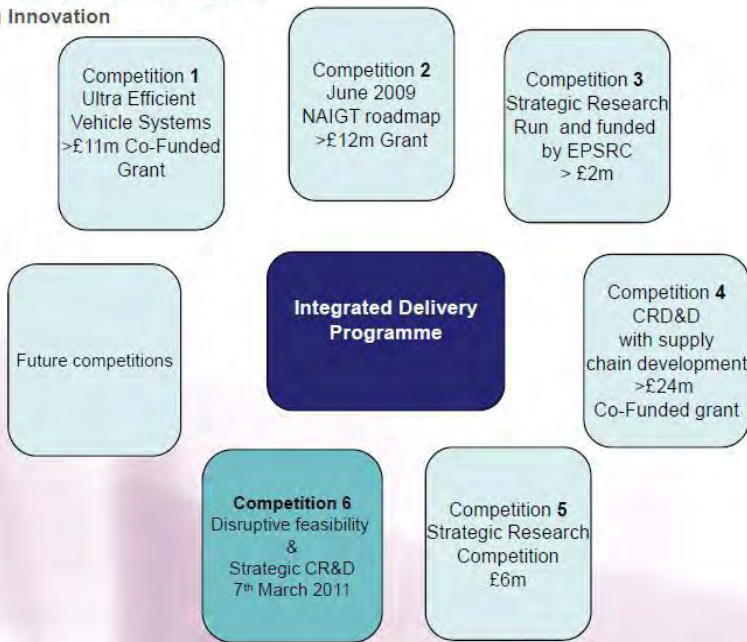 Innovation
Competition 1
Ultra Efficient
Vehicle Systems
>£11m Co-Funded
Grant
Competition 2
June 2009
NAIGT roadmap
>£12m Grant
Competition 3
Strategic Research
Run and funded
by EPSRC
> £2m
Integrated Delivery
Programme
Competition 4
CRD&D
with supply
chain development
>£24m
Co-Funded grant
Future competitions
Competition 6
Disruptive feasibility
&
Strategic CR&D
7th March 2011
Competition 5
Strategic Research
Competition
£6m